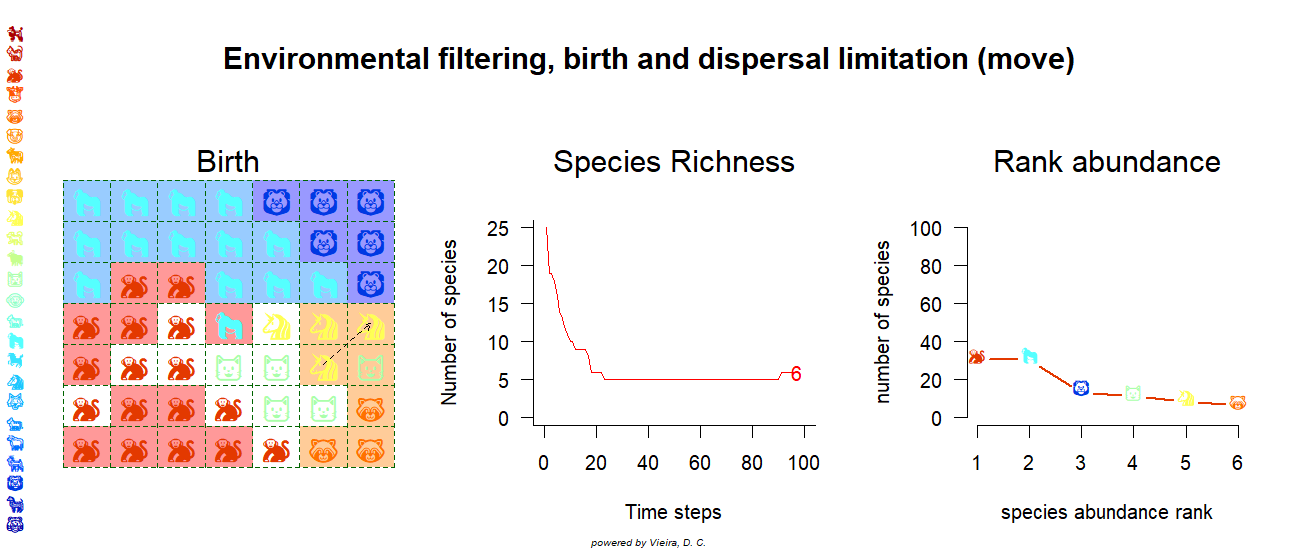 Environmental filtering, birth and dispersal limitation (move)
Birth
Species Richness
Rank abundance
Number of species
25
20
15
10
5
0
6
0 20 40 60 80 100
Time steps
number of species
100
80
60
40
20
0
1 2 3 4 5 6
species abundance rank
powered by Vieira, D. C.